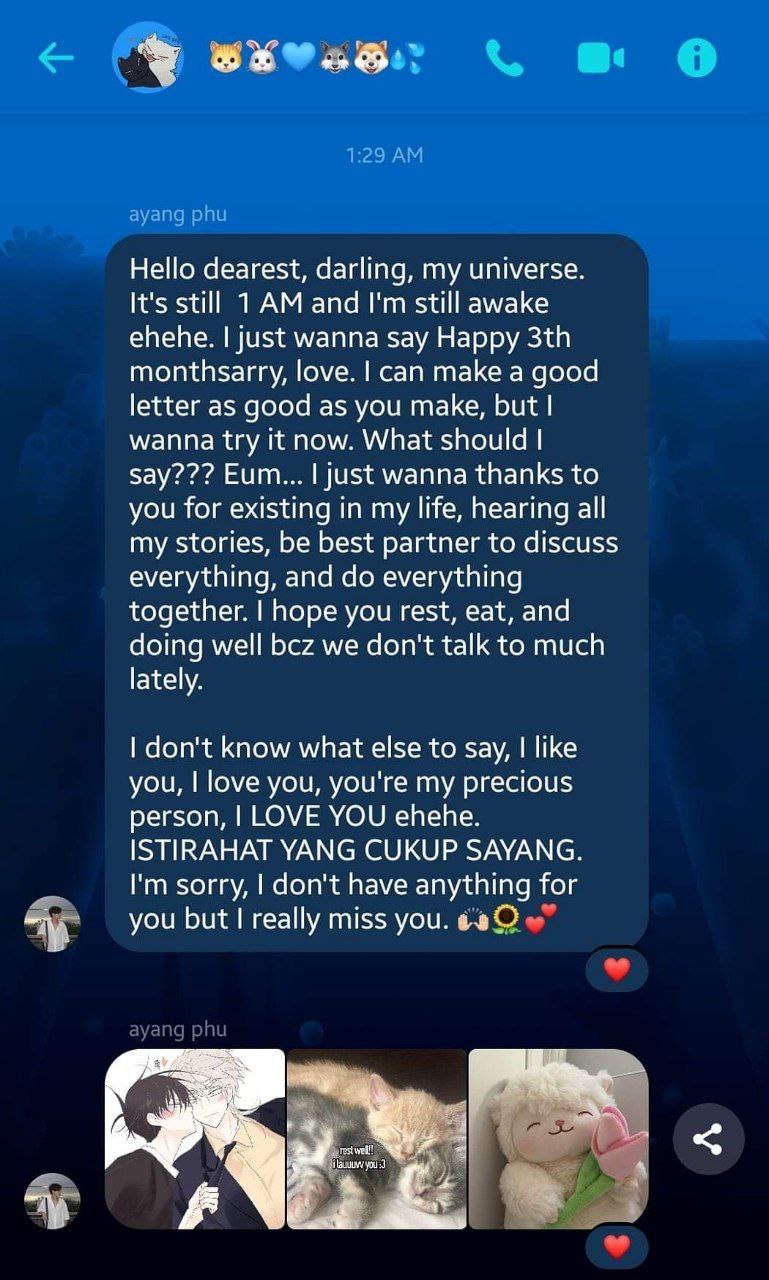 🐱🐰💙🐺🐶💦
1:29 AM
ayang phu
Hello dearest, darling, my universe.
It's still 1 AM and I'm still awake
ehehe. I just wanna say Happy 3th
monthsarry, love. I can make a good
letter as good as you make, but I
wanna try it now. What should I
say??? Eum... I just wanna thanks to
you for existing in my life, hearing all
my stories, be best partner to discuss
everything, and do everything
together. I hope you rest, eat, and
doing well bcz we don't talk to much
lately.
I don't know what else to say, I like
you, I love you, you're my precious
person, I LOVE YOU ehehe.
ISTIRAHAT YANG CUKUP SAYANG.
I'm sorry, I don't have anything for
you but I really miss you. 🙌🏻🌻💕
ayang phu
rest well!!
i lauuuvv you :3